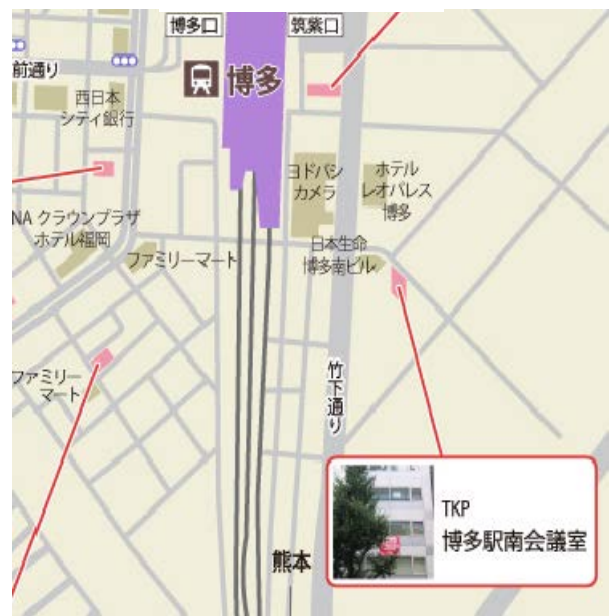 博多口
筑紫口
前通り
博多
西日本
シティ銀行
ヨドバシ
カメラ
ホテル
レオパレス
博多
NA クラウンプラザ
ホテル福岡
ファミリーマート
日本生命
博多南ビル
ファミリー
マート
竹下通り
TKP
博多駅南会議室
熊本